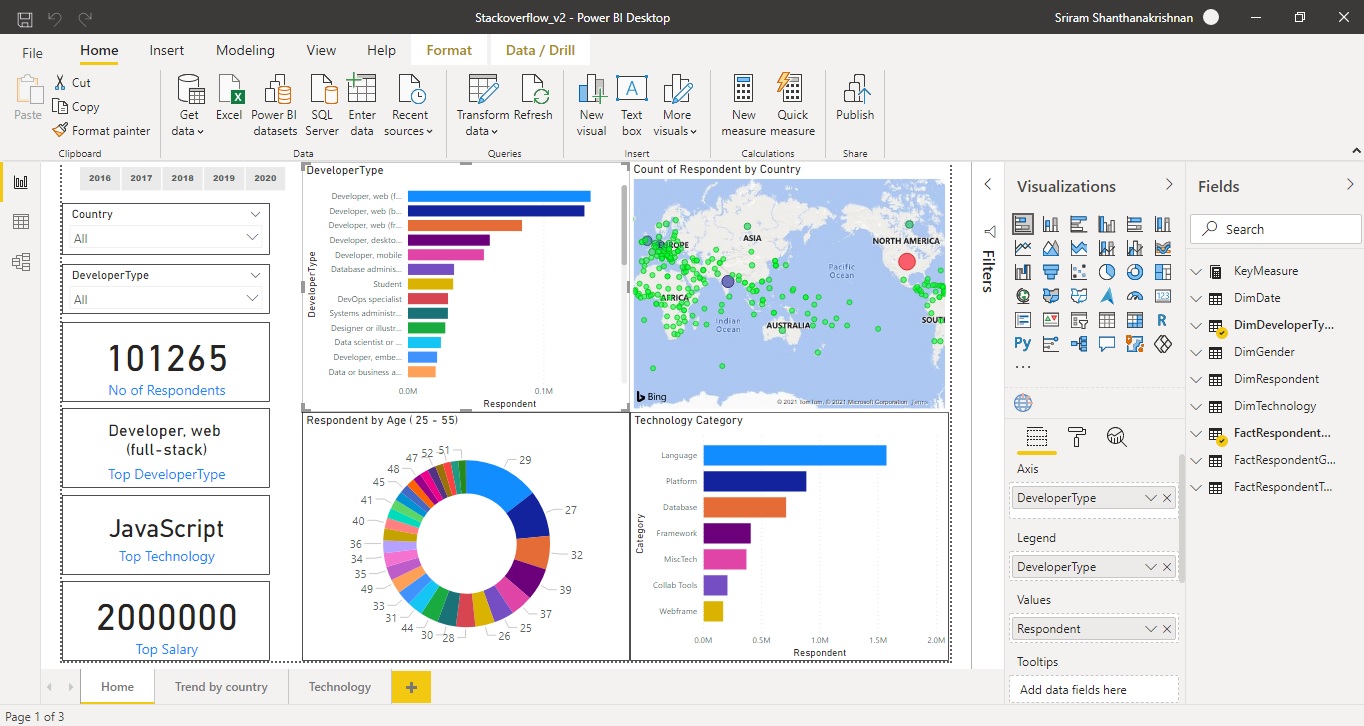 Stackoverflow_v2 - Power BI Desktop
Sriram Shanthanakrishnan
File Home Insert Modeling View Help Format Data / Drill
Paste
Cut
Copy
Format painter
Clipboard
Get data
Excel
Power BI datasets
SQL Server
Enter data
Recent sources
Data
Transform data
Refresh
Queries
New visual
Text box
More visuals
Insert
New measure
Quick measure
Calculations
Publish
Share
2016 2017 2018 2019 2020
Country
All
DeveloperType
All
101265
No of Respondents
Developer, web
(full-stack)
Top DeveloperType
JavaScript
Top Technology
2000000
Top Salary
DeveloperType
DeveloperType
Developer, web (f...
Developer, web (b...
Developer, web (fr...
Developer, deskto...
Developer, mobile
Database adminis...
Student
DevOps specialist
Systems administr...
Designer or illustr...
Data scientist or ...
Developer, embe...
Data or business a...
0.0M 0.1M
Respondent
Count of Respondent by Country
EUROPE
ASIA
NORTH AMERICA
Pacific
Ocean
AFRICA
Indian
Ocean
AUSTRALIA
SOUT
Bing
© 2021 TomTom, © 2021 Microsoft Corporation Terms
Respondent by Age ( 25 - 55)
29
27
32
39
37
25
26
28
30
44
31
33
49
35
34
36
40
41
45
48
47
52
51
Technology Category
Category
Language
Platform
Database
Framework
MiscTech
Collab Tools
Webframe
0.0M 0.5M 1.0M 1.5M 2.0M
Respondent
Filters
Visualizations
R
Py
123
...
Axis
DeveloperType
Legend
DeveloperType
Values
Respondent
Tooltips
Add data fields here
Fields
Search
KeyMeasure
DimDate
DimDeveloperTy...
DimGender
DimRespondent
DimTechnology
FactRespondent...
FactRespondentG...
FactRespondentT...
Home Trend by country Technology +
Page 1 of 3